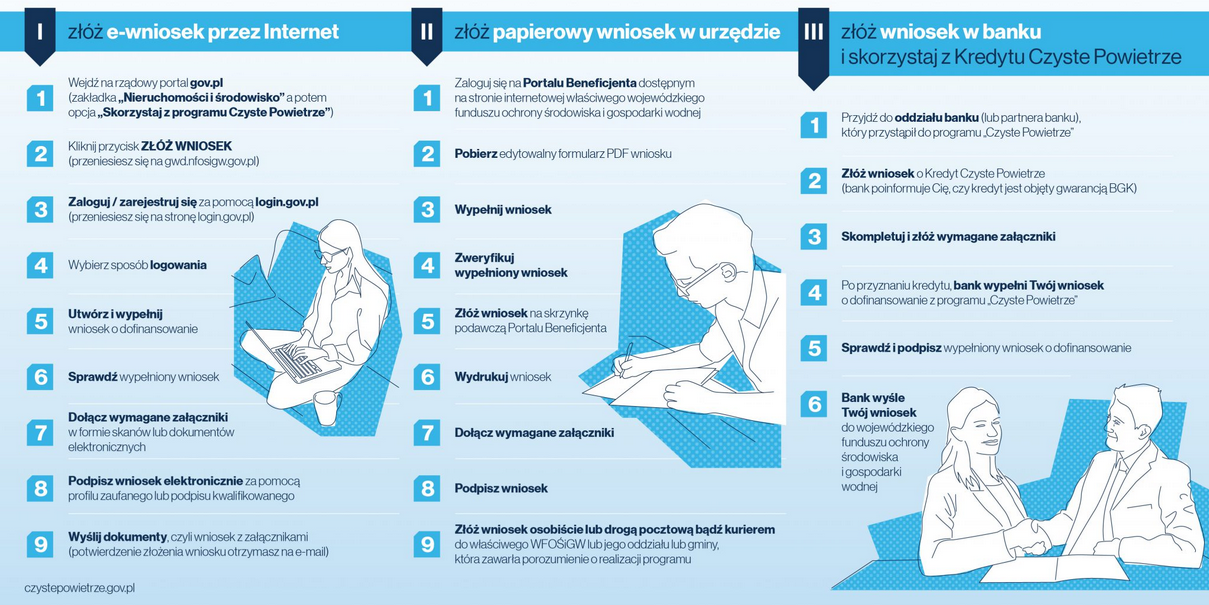 I
złóż e-wniosek przez Internet
1
Wejdź na rządowy portal gov.pl
(zakładka „Nieruchomości i środowisko” a potem
opcja „Skorzystaj z programu Czyste Powietrze”)
2
Kliknij przycisk ZŁÓŻ WNIOSEK
(przeniesiesz się na gwd.nfosigw.gov.pl)
3
Zaloguj / zarejestruj się za pomocą login.gov.pl
(przeniesiesz się na stronę login.gov.pl)
4
Wybierz sposób logowania
5
Utwórz i wypełnij
wniosek o dofinansowanie
6
Sprawdź wypełniony wniosek
7
Dołącz wymagane załączniki
w formie skanów lub dokumentów
elektronicznych
8
Podpisz wniosek elektronicznie za pomocą
profilu zaufanego lub podpisu kwalifikowanego
9
Wyślij dokumenty, czyli wniosek z załącznikami
(potwierdzenie złożenia wniosku otrzymasz na e-mail)
czystepowietrze.gov.pl
II
złóż papierowy wniosek w urzędzie
1
Zaloguj się na Portalu Beneficjenta dostępnym
na stronie internetowej właściwego wojewódzkiego
funduszu ochrony środowiska i gospodarki wodnej
2
Pobierz edytowalny formularz PDF wniosku
3
Wypełnij wniosek
4
Zweryfikuj
wypełniony wniosek
5
Złóż wniosek na skrzynkę
podawczą Portalu Beneficjenta
6
Wydrukuj wniosek
7
Dołącz wymagane załączniki
8
Podpisz wniosek
9
Złóż wniosek osobiście lub drogą pocztową bądź kurierem
do właściwego WFOŚiGW lub jego oddziału lub gminy,
która zawarła porozumienie o realizacji programu
III
złóż wniosek w banku
i skorzystaj z Kredytu Czyste Powietrze
1
Przyjdź do oddziału banku (lub partnera banku),
który przystąpił do programu „Czyste Powietrze”
2
Złóż wniosek o Kredyt Czyste Powietrze
(bank poinformuje Cię, czy kredyt jest objęty gwarancją BGK)
3
Skompletuj i złóż wymagane załączniki
4
Po przyznaniu kredytu, bank wypełni Twój wniosek
o dofinansowanie z programu „Czyste Powietrze”
5
Sprawdź i podpisz wypełniony wniosek o dofinansowanie
6
Bank wyśle
Twój wniosek
do wojewódzkiego
funduszu ochrony
środowiska
i gospodarki
wodnej